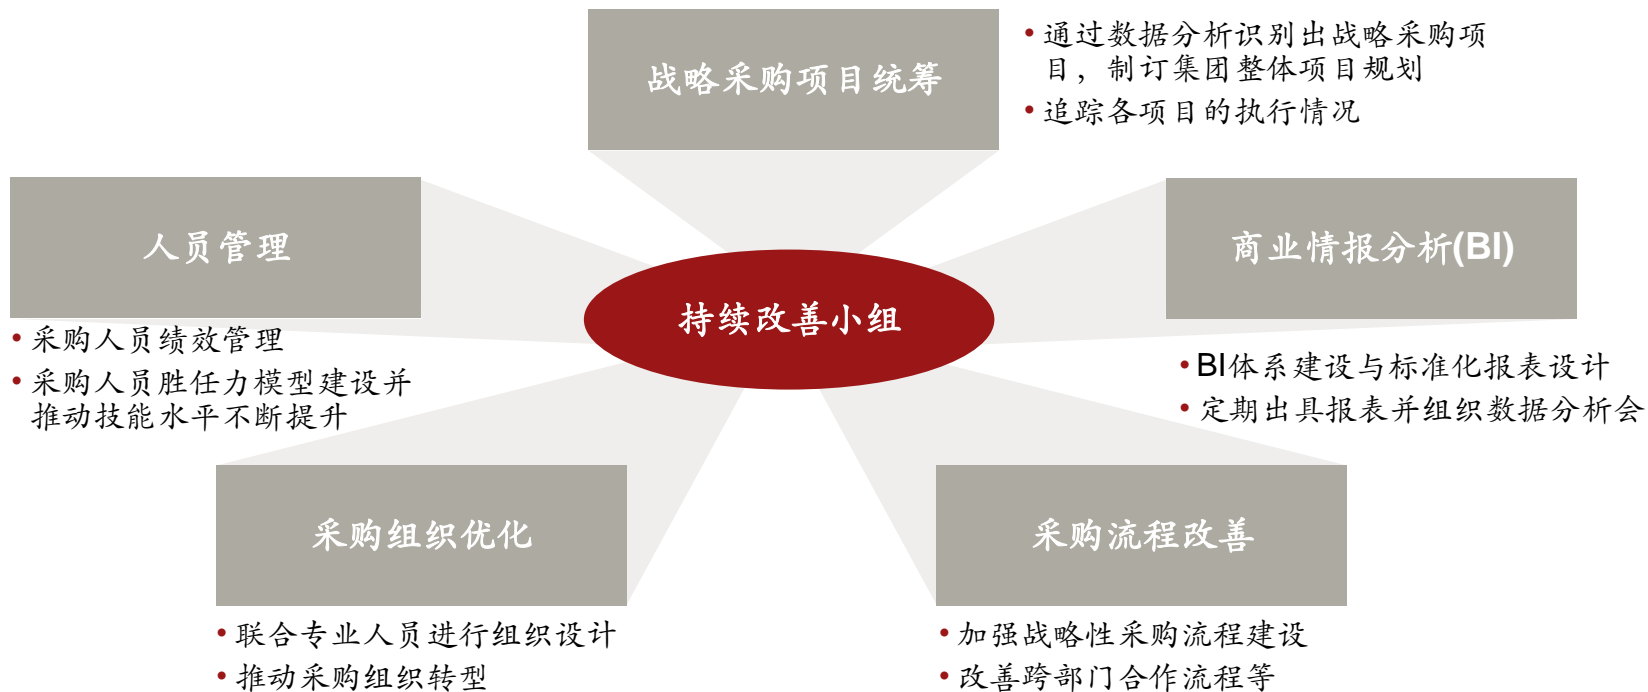 战略采购项目统筹
• 通过数据分析识别出战略采购项
目，制订集团整体项目规划
• 追踪各项目的执行情况
人员管理
• 采购人员绩效管理
• 采购人员胜任力模型建设并
推动技能水平不断提升
持续改善小组
商业情报分析(BI)
• BI体系建设与标准化报表设计
• 定期出具报表并组织数据分析会
采购组织优化
• 联合专业人员进行组织设计
• 推动采购组织转型
采购流程改善
• 加强战略性采购流程建设
• 改善跨部门合作流程等